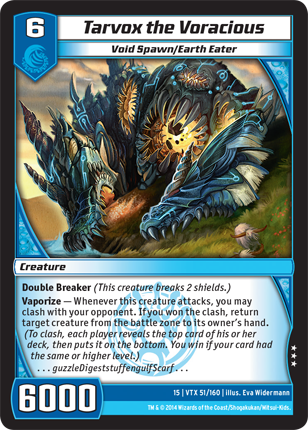 6
Tarvox the Voracious
Void Spawn/Earth Eater
Creature
Double Breaker (This creature breaks 2 shields.)
Vaporize — Whenever this creature attacks, you may
clash with your opponent. If you won the clash, return
target creature from the battle zone to its owner's hand.
(To clash, each player reveals the top card of his or her
deck, then puts it on the bottom. You win if your card had
the same or higher level.)
. . . guzzleDigeststuffengulfScarf . . .
6000
15 | VTX 51/160 | illus. Eva Widermann
TM & © 2014 Wizards of the Coast/Shogakukan/Mitsui-Kids.